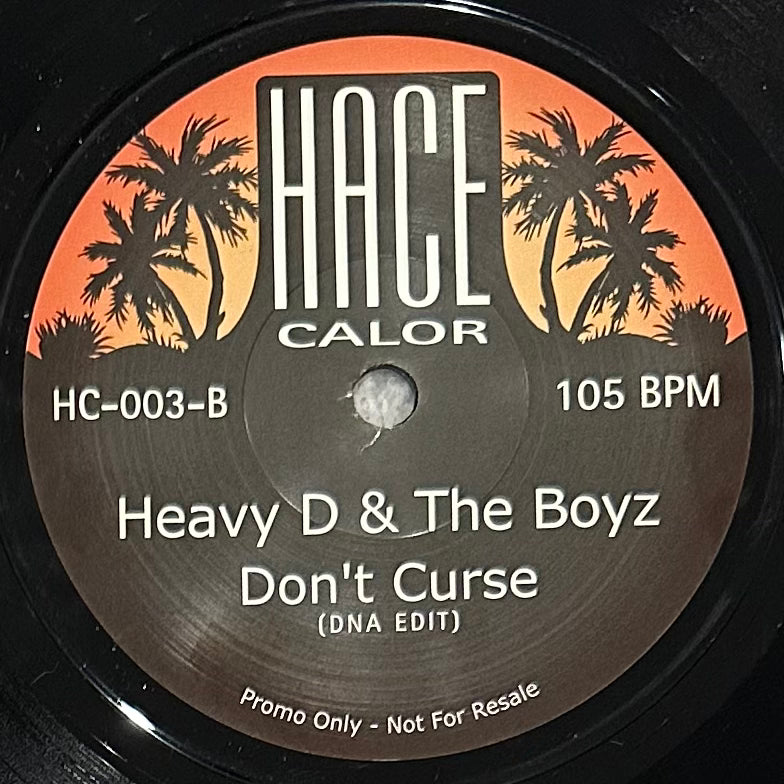 HACE
CALOR
HC-003-B
105 BPM
Heavy D & The Boyz
Don't Curse
(DNA EDIT)
Promo Only - Not For Resale